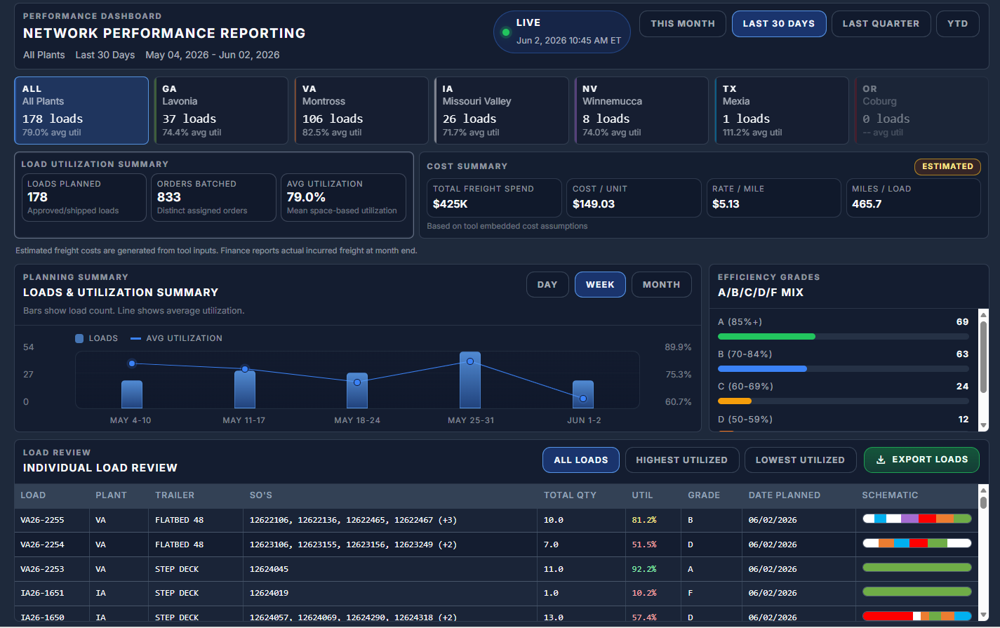 PERFORMANCE DASHBOARD
NETWORK PERFORMANCE REPORTING
All Plants Last 30 Days May 04, 2026 - Jun 02, 2026
LIVE
Jun 2, 2026 10:45 AM ET
THIS MONTH
LAST 30 DAYS
LAST QUARTER
YTD
ALL
All Plants
178 loads
79.0% avg util
GA
Lavonia
37 loads
74.4% avg util
VA
Montross
106 loads
82.5% avg util
IA
Missouri Valley
26 loads
71.7% avg util
NV
Winnemucca
8 loads
74.0% avg util
TX
Mexia
1 loads
111.2% avg util
OR
Coburg
0 loads
-- avg util
LOAD UTILIZATION SUMMARY
LOADS PLANNED
178
Approved/shipped loads
ORDERS BATCHED
833
Distinct assigned orders
AVG UTILIZATION
79.0%
Mean space-based utilization
COST SUMMARY
ESTIMATED
TOTAL FREIGHT SPEND
$425K
COST / UNIT
$149.03
RATE / MILE
$5.13
MILES / LOAD
465.7
Based on tool embedded cost assumptions
Estimated freight costs are generated from tool inputs. Finance reports actual incurred freight at month end.
PLANNING SUMMARY
LOADS & UTILIZATION SUMMARY
Bars show load count. Line shows average utilization.
DAY
WEEK
MONTH
LOADS AVG UTILIZATION
54
27
0
89.9%
75.3%
60.7%
MAY 4-10 MAY 11-17 MAY 18-24 MAY 25-31 JUN 1-2
EFFICIENCY GRADES
A/B/C/D/F MIX
A (85%+) 69
B (70-84%) 63
C (60-69%) 24
D (50-59%) 12
LOAD REVIEW
INDIVIDUAL LOAD REVIEW
ALL LOADS
HIGHEST UTILIZED
LOWEST UTILIZED
EXPORT LOADS
LOAD PLANT TRAILER SO'S TOTAL QTY UTIL GRADE DATE PLANNED SCHEMATIC
VA26-2255 VA FLATBED 48 12622106, 12622136, 12622465, 12622467 (+3) 10.0 81.2% B 06/02/2026
VA26-2254 VA FLATBED 48 12623106, 12623155, 12623156, 12623249 (+2) 7.0 51.5% D 06/02/2026
VA26-2253 VA STEP DECK 12624045 11.0 92.2% A 06/02/2026
IA26-1651 IA STEP DECK 12624019 1.0 10.2% F 06/02/2026
IA26-1650 IA STEP DECK 12624057, 12624069, 12624290, 12624318 (+2) 13.0 57.4% D 06/02/2026